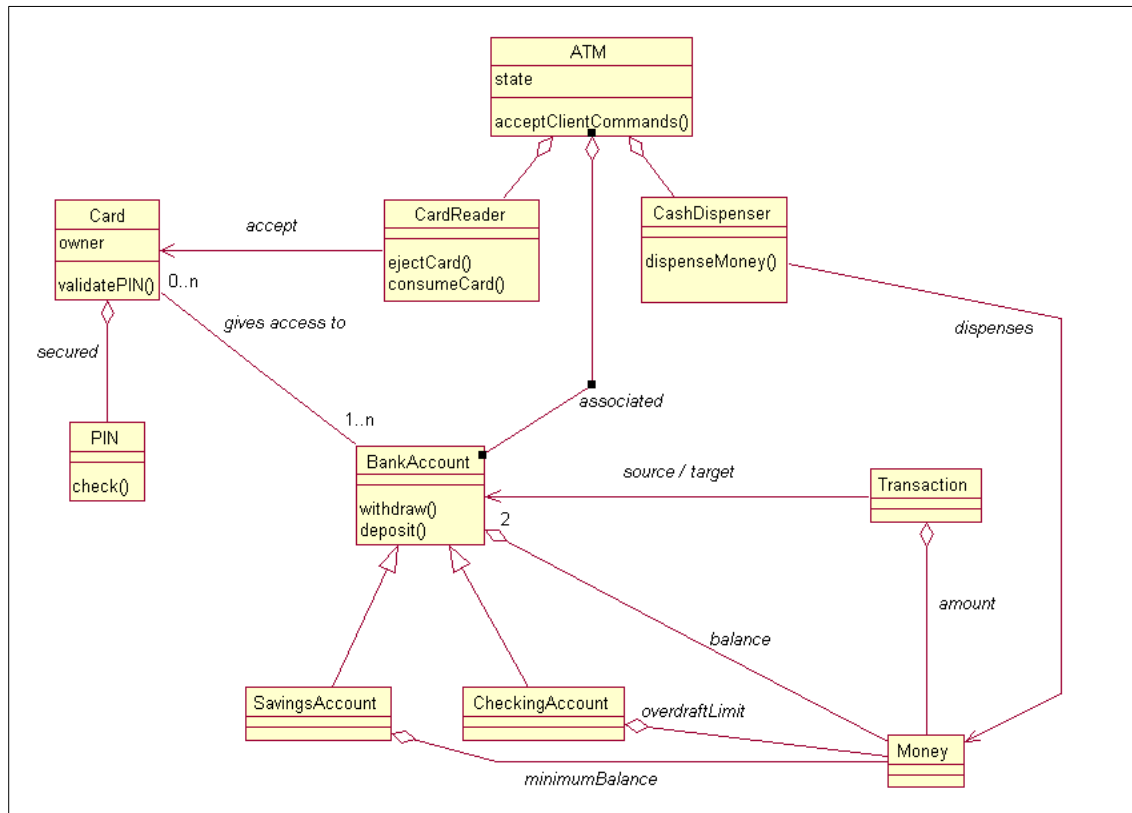 ATM
state
acceptClientCommands()
Card
owner
validatePIN()
accept
CardReader
ejectCard()
consumeCard()
CashDispenser
dispenseMoney()
0..n
gives access to
dispenses
secured
associated
1..n
PIN
check()
BankAccount
withdraw()
deposit()
source / target
2
Transaction
amount
balance
SavingsAccount
CheckingAccount
overdraftLimit
Money
minimumBalance